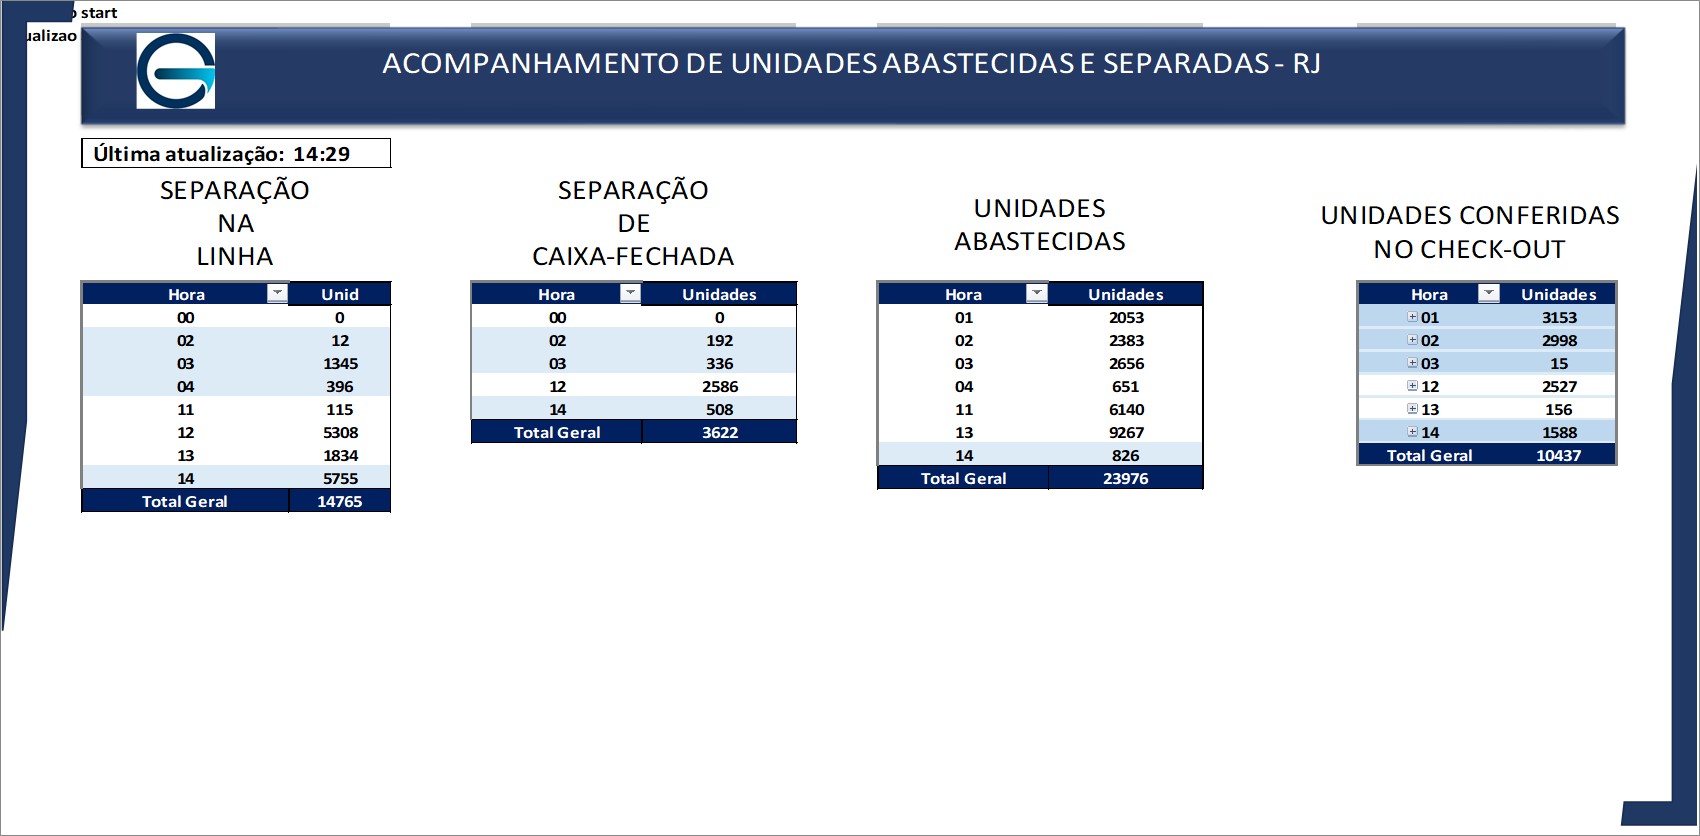 start
ualizao
ACOMPANHAMENTO DE UNIDADES ABASTECIDAS E SEPARADAS - RJ
Última atualização: 14:29
SEPARAÇÃO
NA
LINHA
Hora Unid
00 0
02 12
03 1345
04 396
11 115
12 5308
13 1834
14 5755
Total Geral 14765
SEPARAÇÃO
DE
CAIXA-FECHADA
Hora Unidades
00 0
02 192
03 336
12 2586
14 508
Total Geral 3622
UNIDADES
ABASTECIDAS
Hora Unidades
01 2053
02 2383
03 2656
04 651
11 6140
13 9267
14 826
Total Geral 23976
UNIDADES CONFERIDAS
NO CHECK-OUT
Hora Unidades
01 3153
02 2998
03 15
12 2527
13 156
14 1588
Total Geral 10437